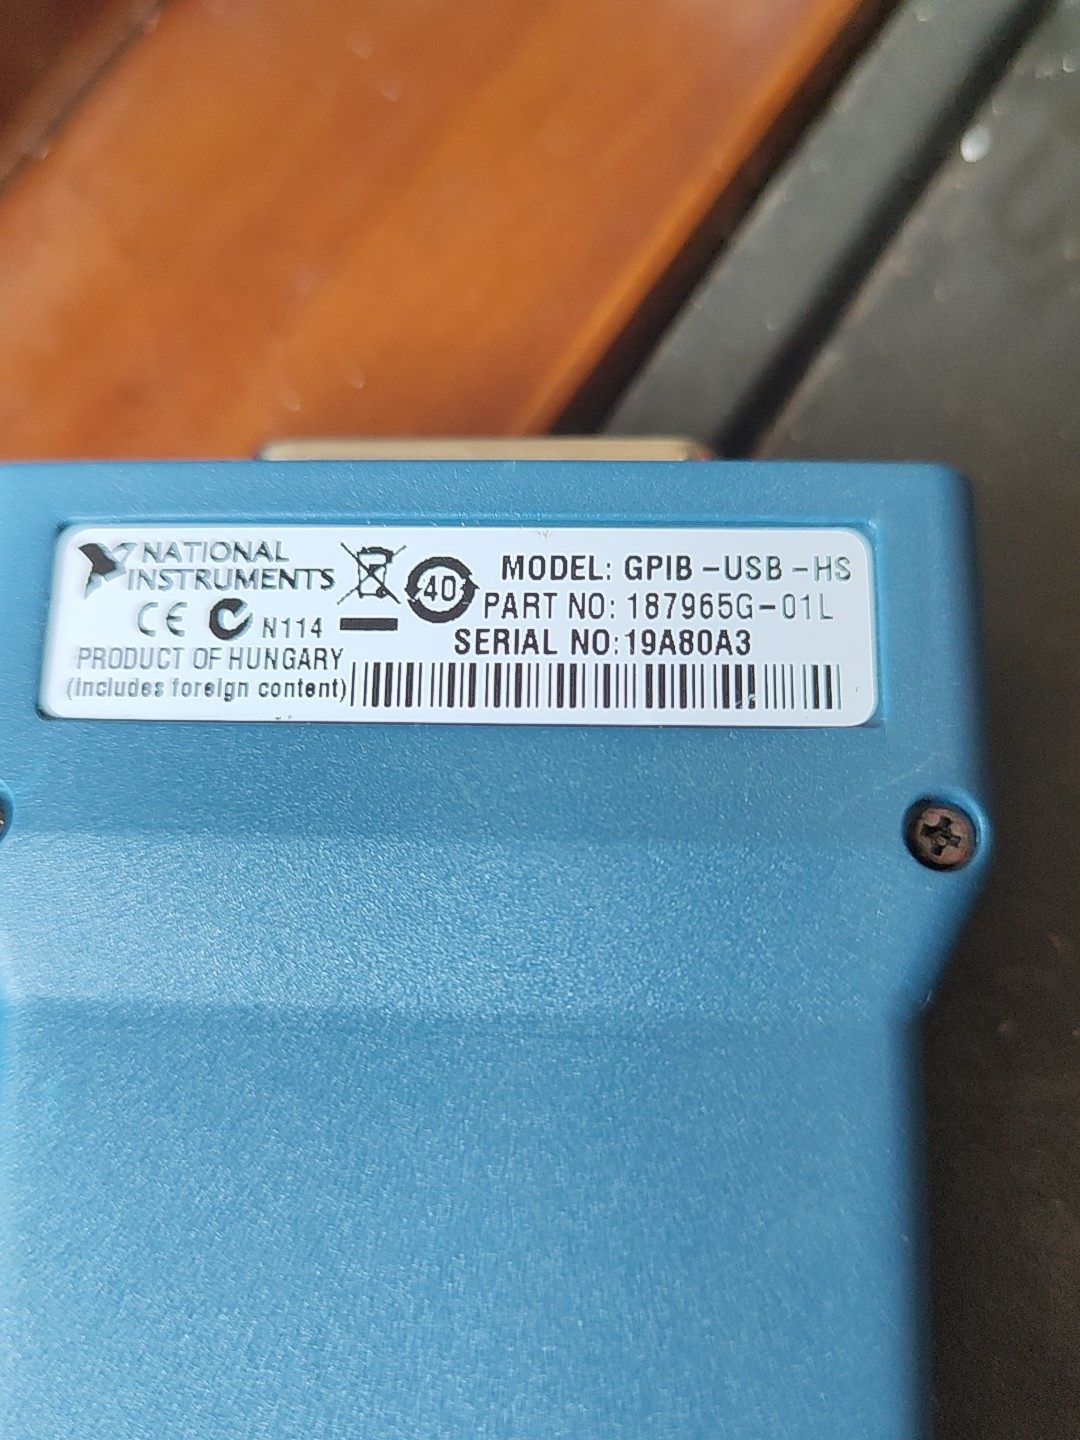 NATIONAL
INSTRUMENTS
CE N114
PRODUCT OF HUNGARY
(includes foreign content)
40
MODEL: GPIB-USB-HS
PART NO: 187965G-01L
SERIAL NO:19A80A3